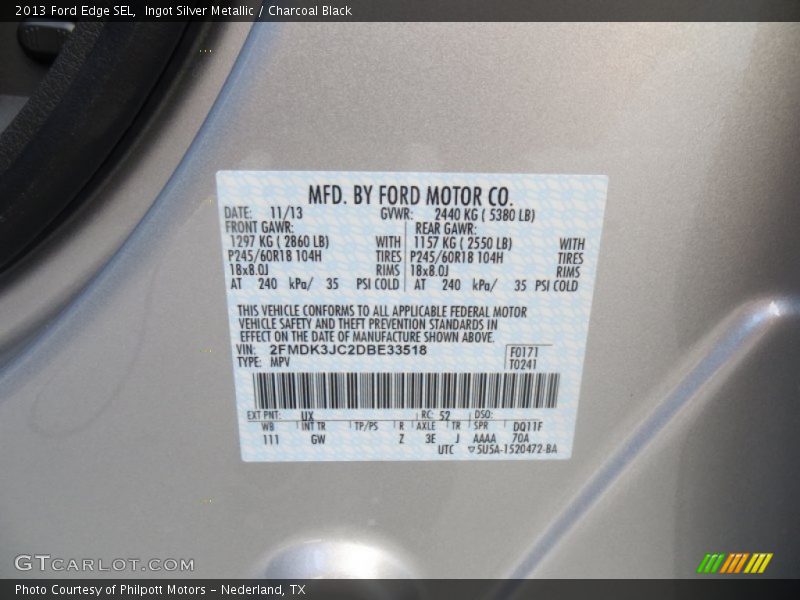 2013 Ford Edge SEL, Ingot Silver Metallic / Charcoal Black
MFD. BY FORD MOTOR CO.
DATE: 11/13 GVWR: 2440 KG ( 5380 LB)
FRONT GAWR: REAR GAWR:
1297 KG ( 2860 LB) WITH 1157 KG ( 2550 LB) WITH
P245/60R18 104H TIRES P245/60R18 104H TIRES
18x8.0J RIMS 18x8.0J RIMS
AT 240 kPa/ 35 PSI COLD AT 240 kPa/ 35 PSI COLD
THIS VEHICLE CONFORMS TO ALL APPLICABLE FEDERAL MOTOR
VEHICLE SAFETY AND THEFT PREVENTION STANDARDS IN
EFFECT ON THE DATE OF MANUFACTURE SHOWN ABOVE.
VIN: 2FMDK3JC2DBE33518 F0171
TYPE: MPV T0241
EXT PNT: UX RC: 52 DSO:
WB INT TR TP/PS R AXLE TR SPR DQ11F
111 GW Z 3E J AAAA 70A
UTC ▽5U5A-1520472-BA
GTCARLOT.COM
Photo Courtesy of Philpott Motors - Nederland, TX